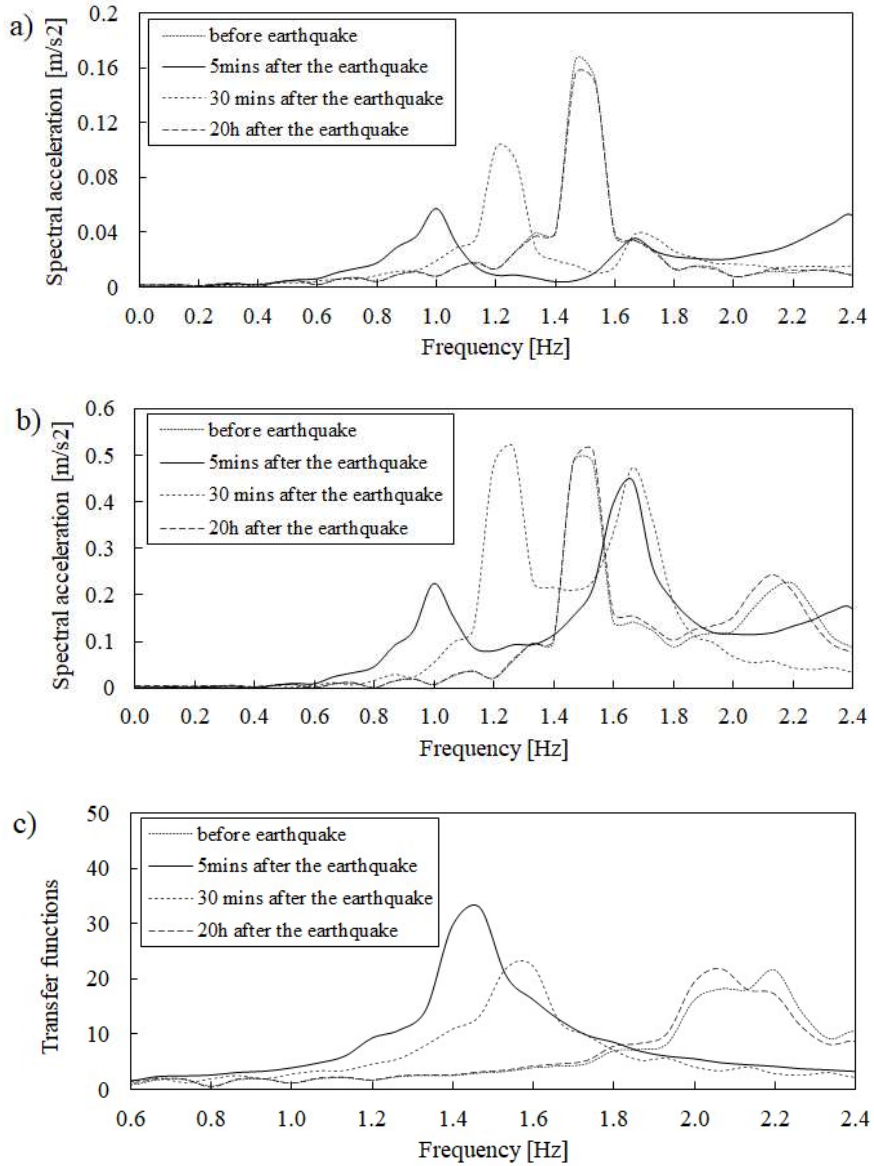 a)
Spectral acceleration [m/s2]
0.2
0.16
0.12
0.08
0.04
0
before earthquake
5mins after the earthquake
30 mins after the earthquake
20h after the earthquake
0.0 0.2 0.4 0.6 0.8 1.0 1.2 1.4 1.6 1.8 2.0 2.2 2.4
Frequency [Hz]
b)
Spectral acceleration [m/s2]
0.6
0.5
0.4
0.3
0.2
0.1
0
before earthquake
5mins after the earthquake
30 mins after the earthquake
20h after the earthquake
0.0 0.2 0.4 0.6 0.8 1.0 1.2 1.4 1.6 1.8 2.0 2.2 2.4
Frequency [Hz]
c)
Transfer functions
50
40
30
20
10
0
before earthquake
5mins after the earthquake
30 mins after the earthquake
20h after the earthquake
0.6 0.8 1.0 1.2 1.4 1.6 1.8 2.0 2.2 2.4
Frequency [Hz]